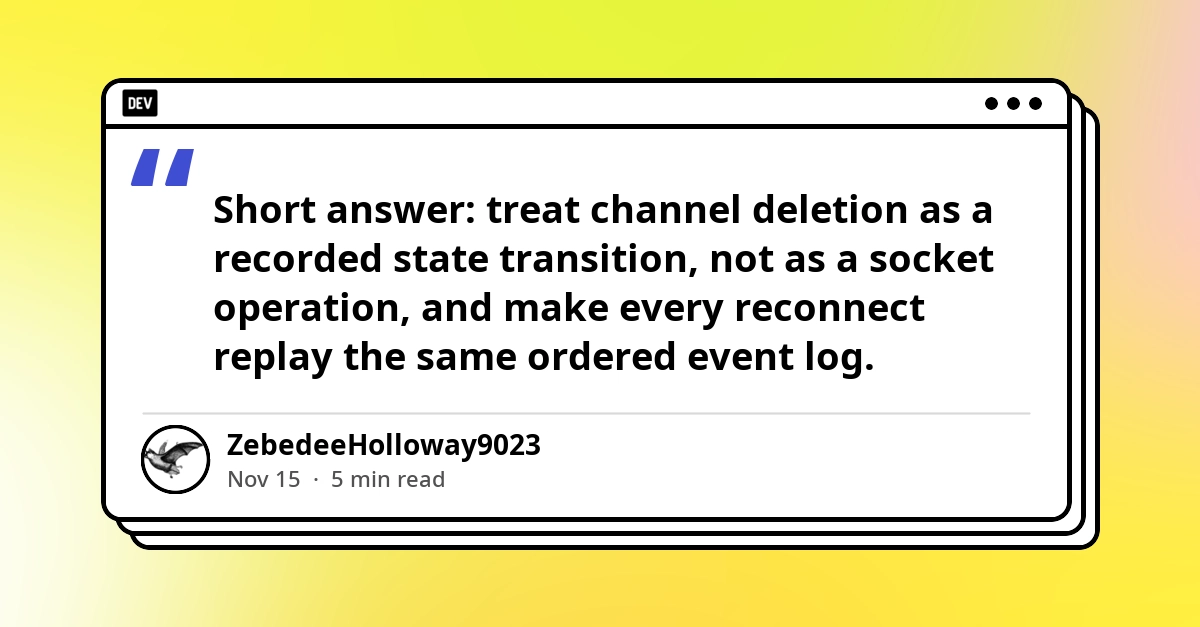 DEV
Short answer: treat channel deletion as a
recorded state transition, not as a socket
operation, and make every reconnect
replay the same ordered event log.
ZebedeeHolloway9023
Nov 15 · 5 min read